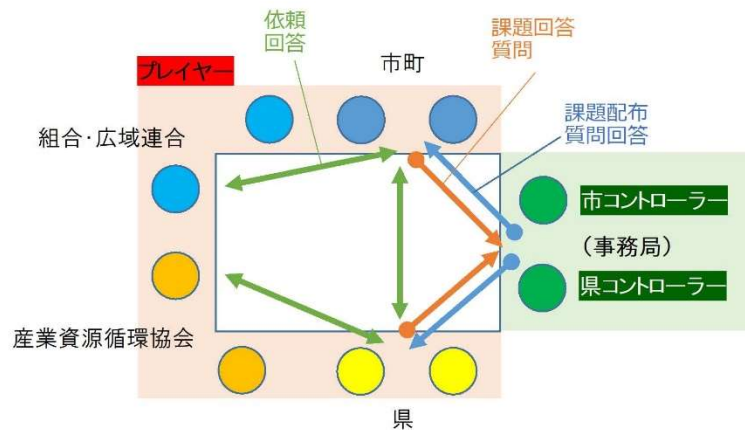 依頼
回答
課題回答
質問
プレイヤー
市町
課題配布
質問回答
組合・広域連合
市コントローラー
（事務局）
県コントローラー
産業資源循環協会
県